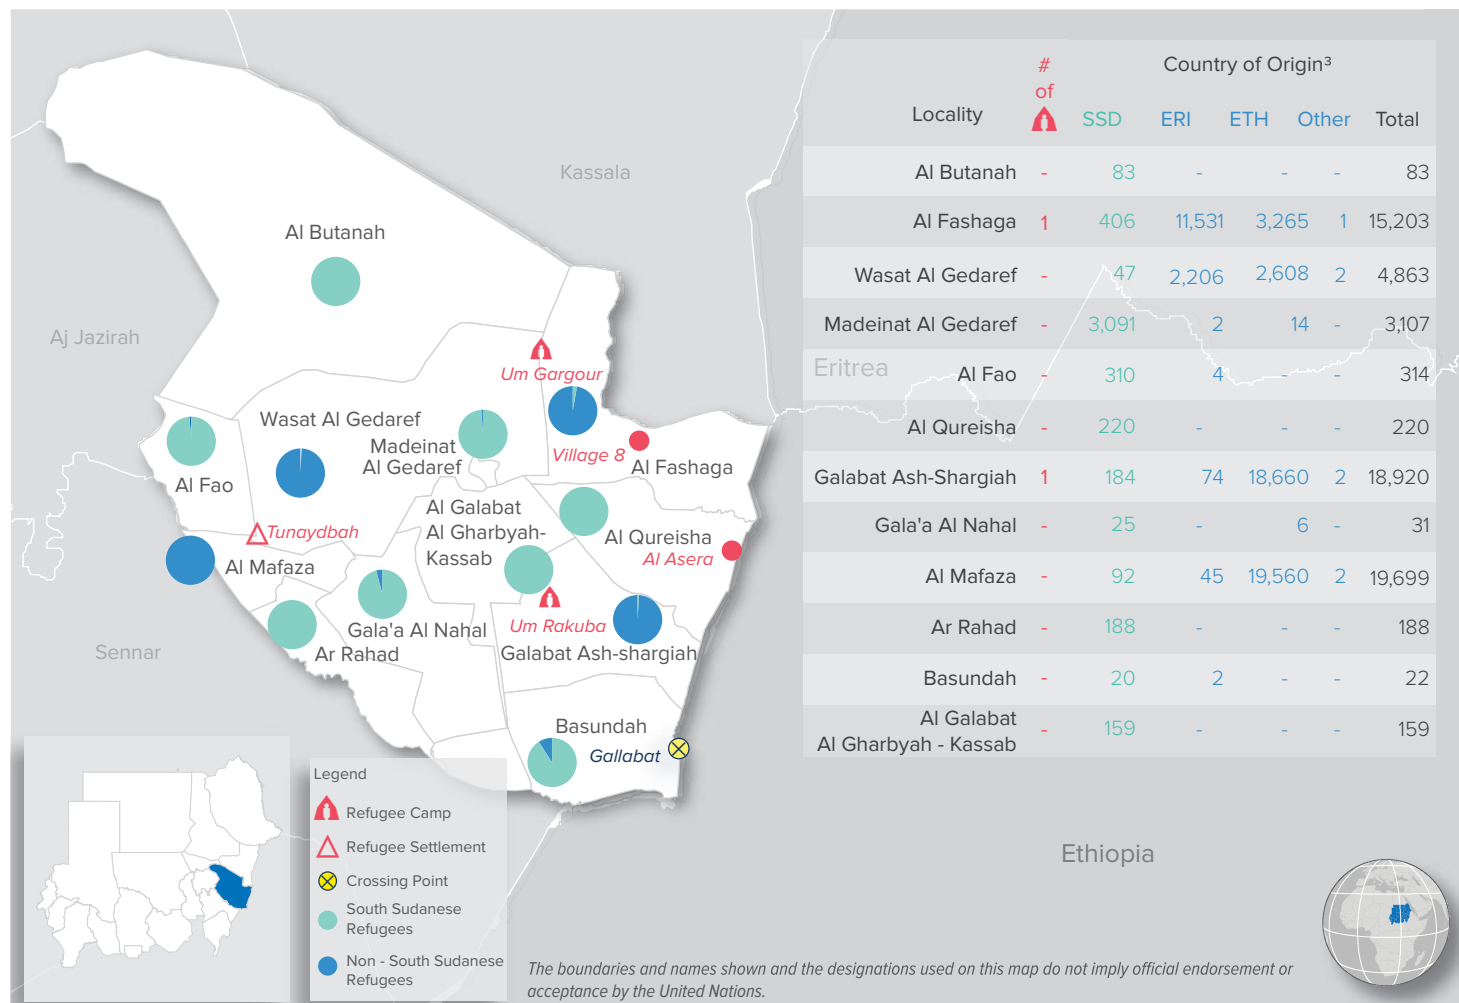 Kassala
Al Butanah
Aj Jazirah
Um Gargour
Wasat Al Gedaref
Madeinat
Al Gedaref
Village 8
Al Fashaga
Al Fao
Al Galabat
Al Gharbyah-
Kassab
Al Qureisha
Al Asera
Tunaydbah
Al Mafaza
Gala'a Al Nahal
Um Rakuba
Ar Rahad
Galabat Ash-shargiah
Sennar
Basundah
Gallabat
Eritrea
Ethiopia
# of Country of Origin³
Locality SSD ERI ETH Other Total
Al Butanah - 83 - - - 83
Al Fashaga 1 406 11,531 3,265 1 15,203
Wasat Al Gedaref - 47 2,206 2,608 2 4,863
Madeinat Al Gedaref - 3,091 2 14 - 3,107
Al Fao - 310 4 - - 314
Al Qureisha - 220 - - - 220
Galabat Ash-Shargiah 1 184 74 18,660 2 18,920
Gala'a Al Nahal - 25 - 6 - 31
Al Mafaza - 92 45 19,560 2 19,699
Ar Rahad - 188 - - - 188
Basundah - 20 2 - - 22
Al Galabat
Al Gharbyah - Kassab - 159 - - - 159
Legend
Refugee Camp
Refugee Settlement
Crossing Point
South Sudanese
Refugees
Non - South Sudanese
Refugees
The boundaries and names shown and the designations used on this map do not imply official endorsement or
acceptance by the United Nations.